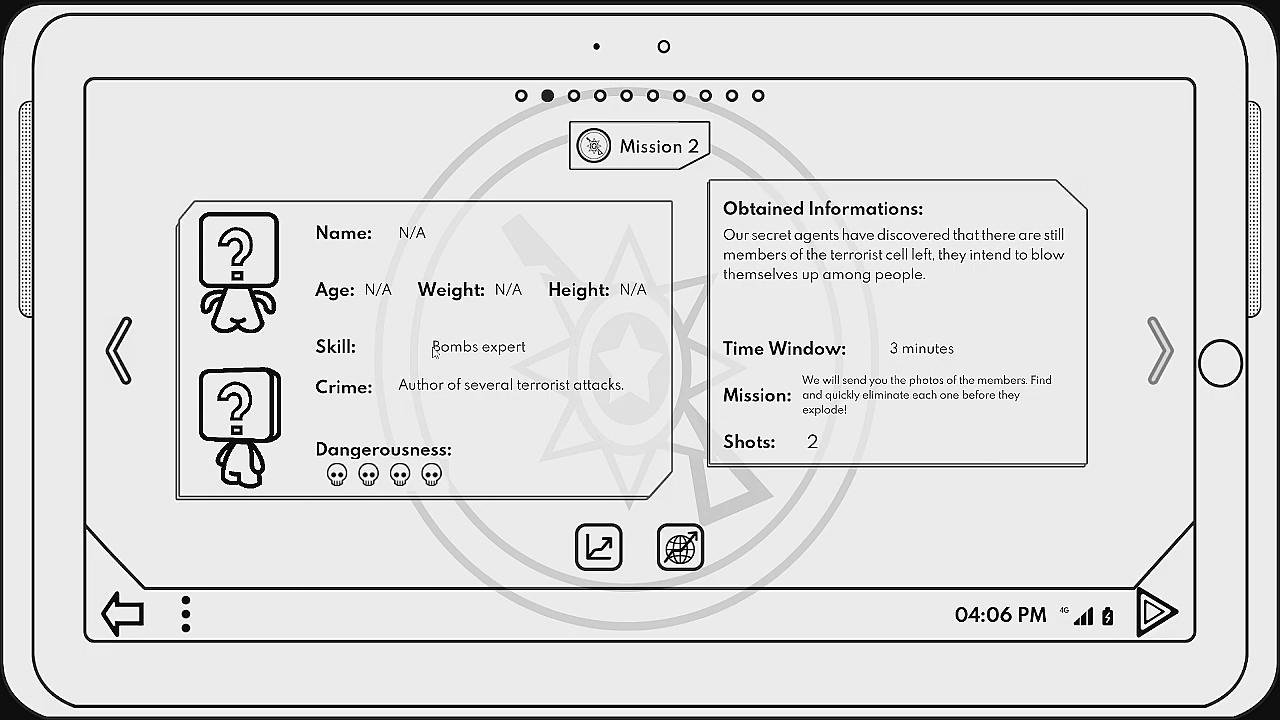 Mission 2
Name: N/A
Age: N/A Weight: N/A Height: N/A
Skill: Bombs expert
Crime: Author of several terrorist attacks.
Dangerousness:
Obtained Informations:
Our secret agents have discovered that there are still
members of the terrorist cell left, they intend to blow
themselves up among people.
Time Window: 3 minutes
Mission: We will send you the photos of the members. Find
and quickly eliminate each one before they
explode!
Shots: 2
04:06 PM 4G